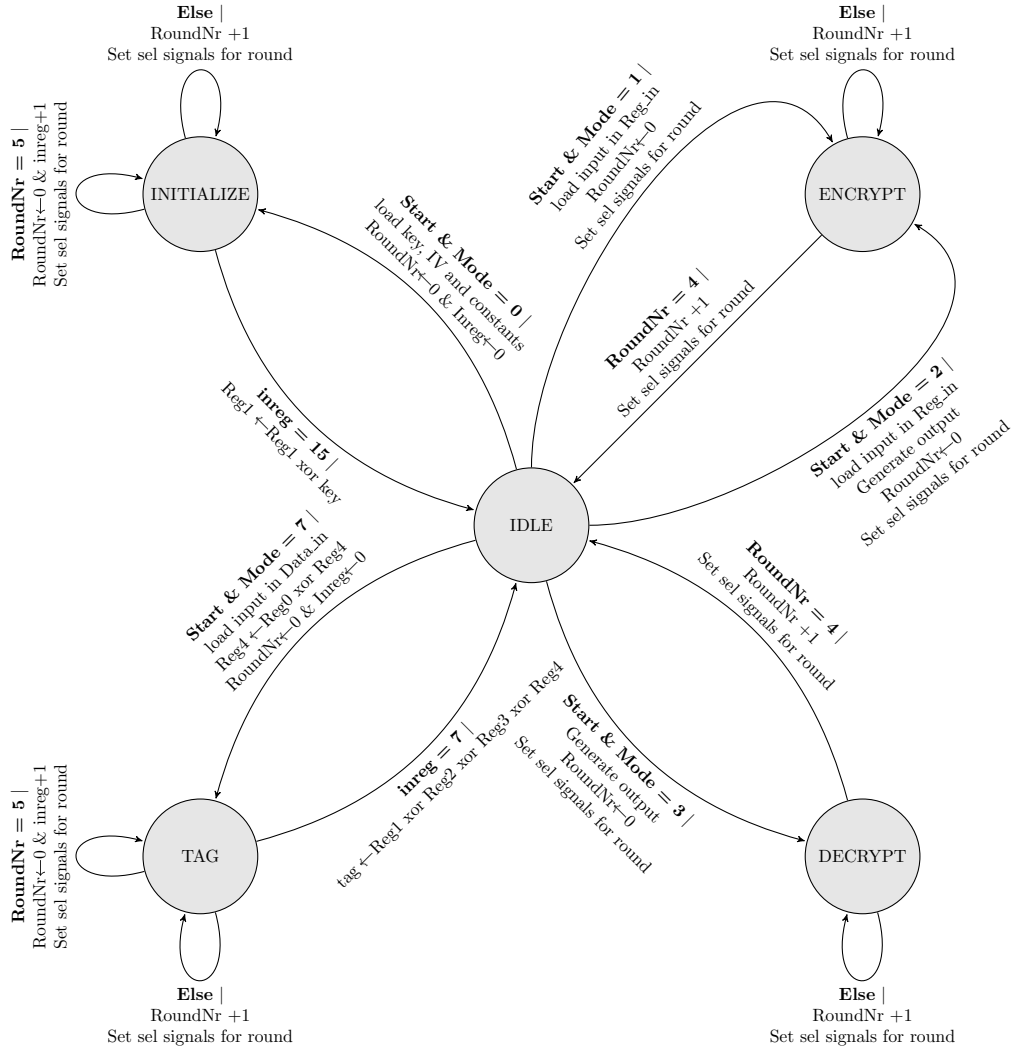 Else |
RoundNr +1
Set sel signals for round
RoundNr = 5 |
RoundNr←0 & inreg+1
Set sel signals for round
INITIALIZE
Start & Mode = 0 |
load key, IV and constants
RoundNr←0 & Inreg←0
Start & Mode = 1 |
load input in Reg_in
RoundNr←0
Set sel signals for round
Else |
RoundNr +1
Set sel signals for round
ENCRYPT
RoundNr = 4 |
RoundNr +1
Set sel signals for round
inreg = 15 |
Reg1 ←Reg1 xor key
Start & Mode = 2 |
load input in Reg_in
Generate output
RoundNr←0
Set sel signals for round
IDLE
Start & Mode = 7 |
load input in Data_in
Reg4 ←Reg0 xor Reg4
RoundNr←0 & Inreg←0
RoundNr = 4 |
RoundNr +1
Set sel signals for round
inreg = 7 |
tag ←Reg1 xor Reg2 xor Reg3 xor Reg4
Start & Mode = 3 |
Generate output
RoundNr←0
Set sel signals for round
RoundNr = 5 |
RoundNr←0 & inreg+1
Set sel signals for round
TAG
DECRYPT
Else |
RoundNr +1
Set sel signals for round
Else |
RoundNr +1
Set sel signals for round